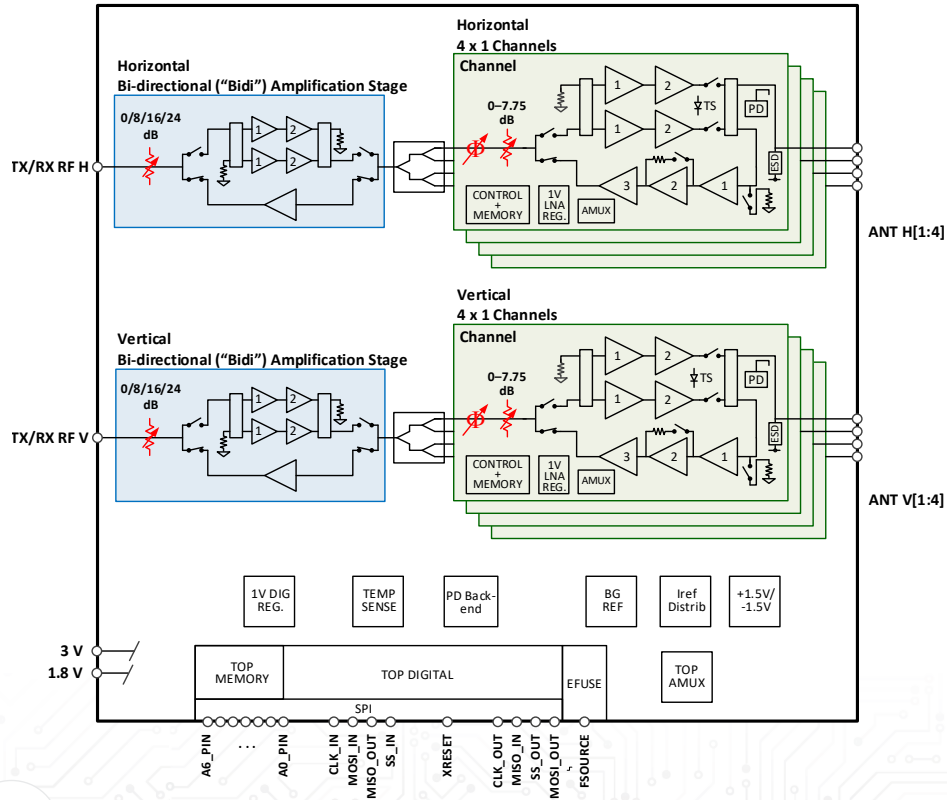 Horizontal
4 x 1 Channels
Channel
Horizontal
Bi-directional ("Bidi") Amplification Stage
0/8/16/24
dB
1 2
1 2
TX/RX RF H
0–7.75
dB
Φ
1 2
TS
PD
1 2
ESD
3 2 1
CONTROL
+
MEMORY
1V
LNA
REG.
AMUX
ANT H[1:4]
Vertical
4 x 1 Channels
Channel
Vertical
Bi-directional ("Bidi") Amplification Stage
0/8/16/24
dB
1 2
1 2
TX/RX RF V
0–7.75
dB
Φ
1 2
TS
PD
1 2
ESD
3 2 1
CONTROL
+
MEMORY
1V
LNA
REG.
AMUX
ANT V[1:4]
1V DIG
REG.
TEMP
SENSE
PD Back-
end
BG
REF
Iref
Distrib
+1.5V/
-1.5V
3 V
1.8 V
TOP
MEMORY
TOP DIGITAL
EFUSE
TOP
AMUX
SPI
A6_PIN
...
A0_PIN
CLK_IN
MOSI_IN
MISO_OUT
SS_IN
XRESET
CLK_OUT
MISO_IN
SS_OUT
MOSI_OUT
FSOURCE